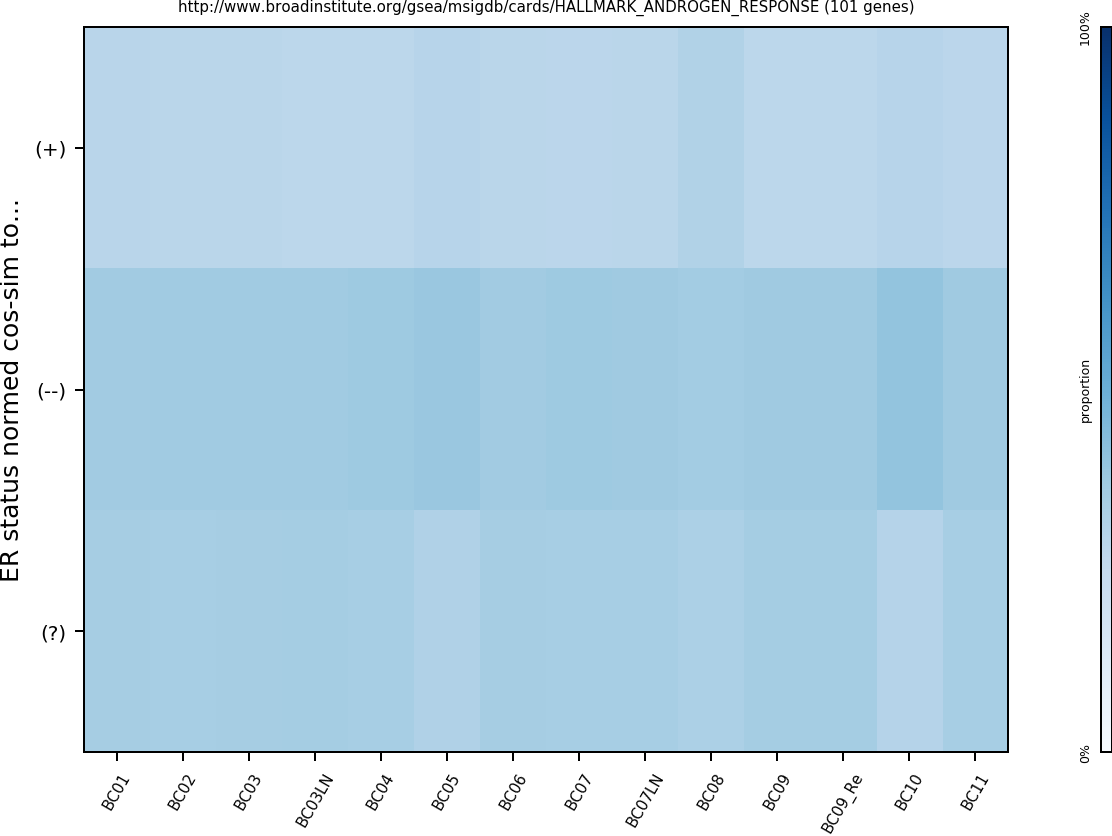 http://www.broadinstitute.org/gsea/msigdb/cards/HALLMARK_ANDROGEN_RESPONSE (101 genes)
ER status normed cos-sim to...
(+)
(--)
(?)
BC01
BC02
BC03
BC03LN
BC04
BC05
BC06
BC07
BC07LN
BC08
BC09
BC09_Re
BC10
BC11
100%
proportion
0%